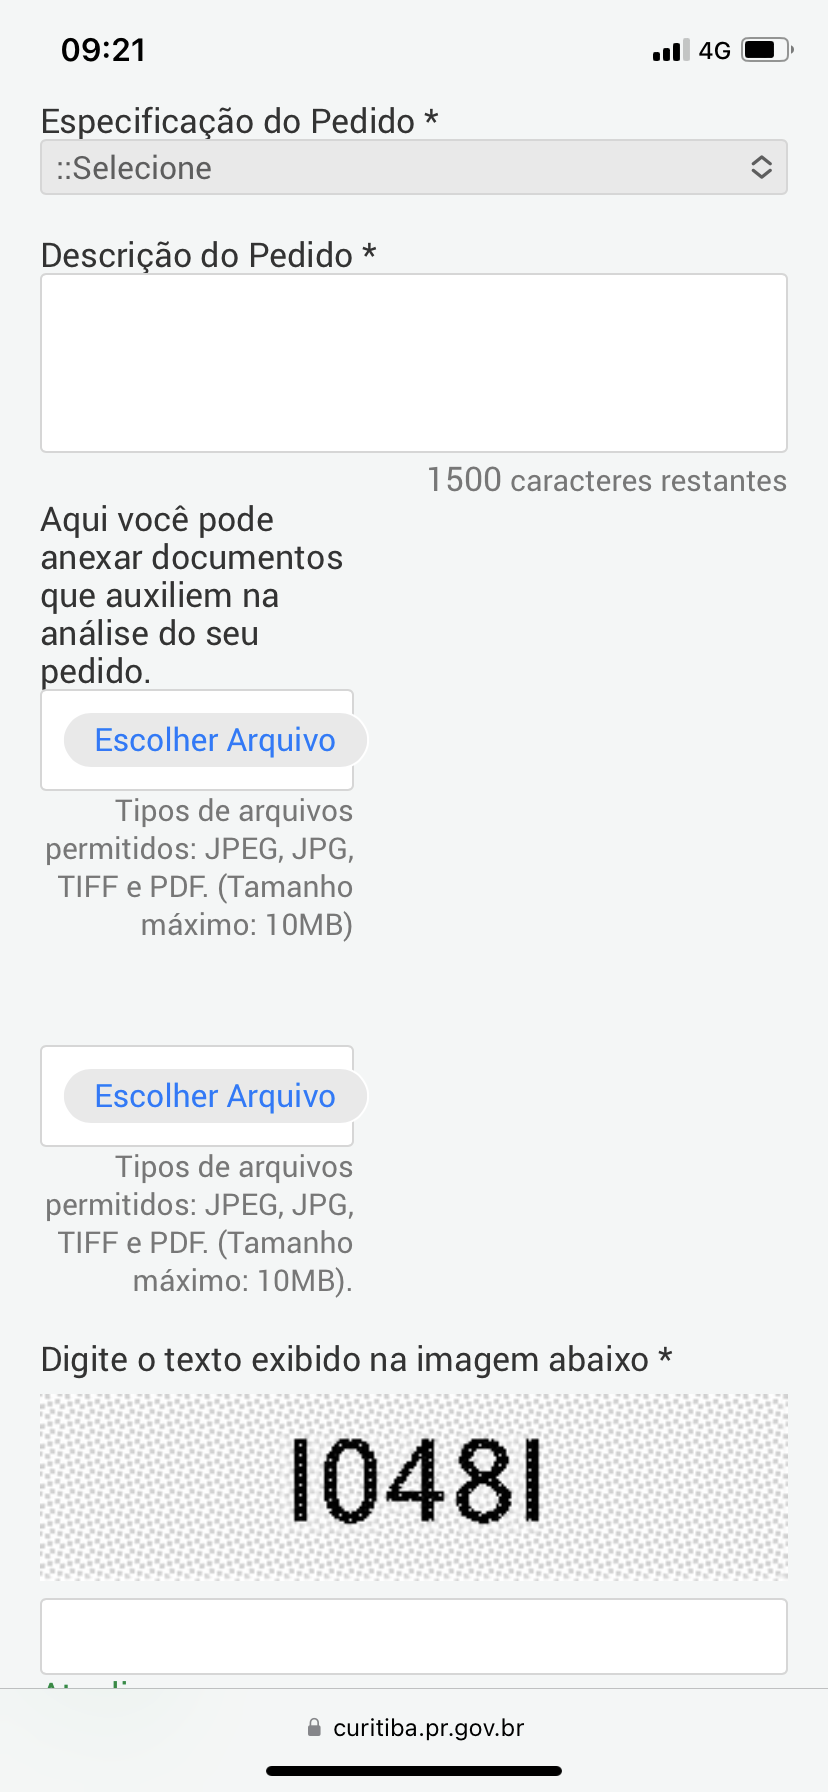 09:21
4G
Especificação do Pedido *
::Selecione
Descrição do Pedido *
1500 caracteres restantes
Aqui você pode
anexar documentos
que auxiliem na
análise do seu
pedido.
Escolher Arquivo
Tipos de arquivos
permitidos: JPEG, JPG,
TIFF e PDF. (Tamanho
máximo: 10MB)
Escolher Arquivo
Tipos de arquivos
permitidos: JPEG, JPG,
TIFF e PDF. (Tamanho
máximo: 10MB).
Digite o texto exibido na imagem abaixo *
I048I
curitiba.pr.gov.br